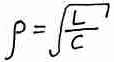 ρ = √(L/C)